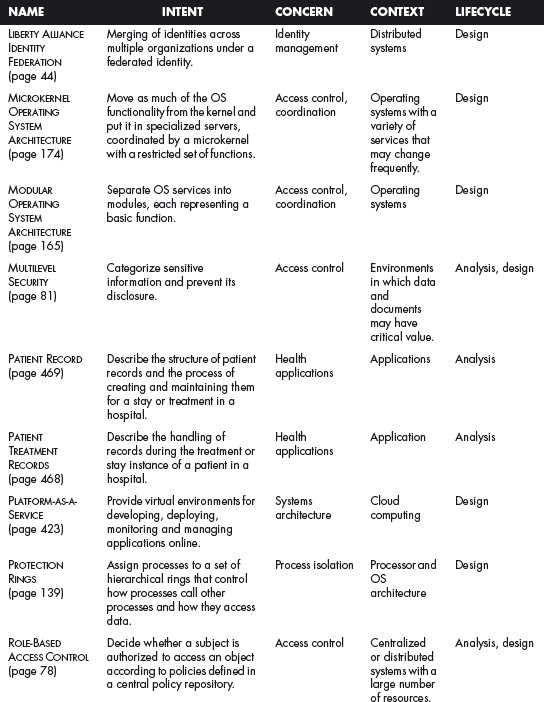 NAME INTENT CONCERN CONTEXT LIFECYCLE
LIBERTY ALLIANCE Merging of identities across Identity Distributed Design
IDENTITY multiple organizations under a management systems
FEDERATION federated identity.
(page 44)
MICROKERNEL Move as much of the OS Access control, Operating Design
OPERATING functionality from the kernel and coordination systems with a
SYSTEM put it in specialized servers, variety of
ARCHITECTURE coordinated by a microkernel services that
(page 174) with a restricted set of functions. may change
frequently.
MODULAR Separate OS services into Access control, Operating Design
OPERATING modules, each representing a coordination systems
SYSTEM basic function.
ARCHITECTURE
(page 165)
MULTILEVEL Categorize sensitive Access control Environments Analysis, design
SECURITY information and prevent its in which data
(page 81) disclosure. and
documents
may have
critical value.
PATIENT RECORD Describe the structure of patient Health Applications Analysis
(page 469) records and the process of applications
creating and maintaining them
for a stay or treatment in a
hospital.
PATIENT Describe the handling of Health Application Analysis
TREATMENT records during the treatment or applications
RECORDS stay instance of a patient in a
(page 468) hospital.
PLATFORM-AS-A- Provide virtual environments for Systems Cloud Design
SERVICE developing, deploying, architecture computing
(page 423) monitoring and managing
applications online.
PROTECTION Assign processes to a set of Process isolation Processor and Design
RINGS hierarchical rings that control OS
(page 139) how processes call other architecture
processes and how they access
data.
ROLE-BASED Decide whether a subject is Access control Centralized Analysis, design
ACCESS CONTROL authorized to access an object or distributed
(page 78) according to policies defined in systems with a
a central policy repository. large number
of resources.